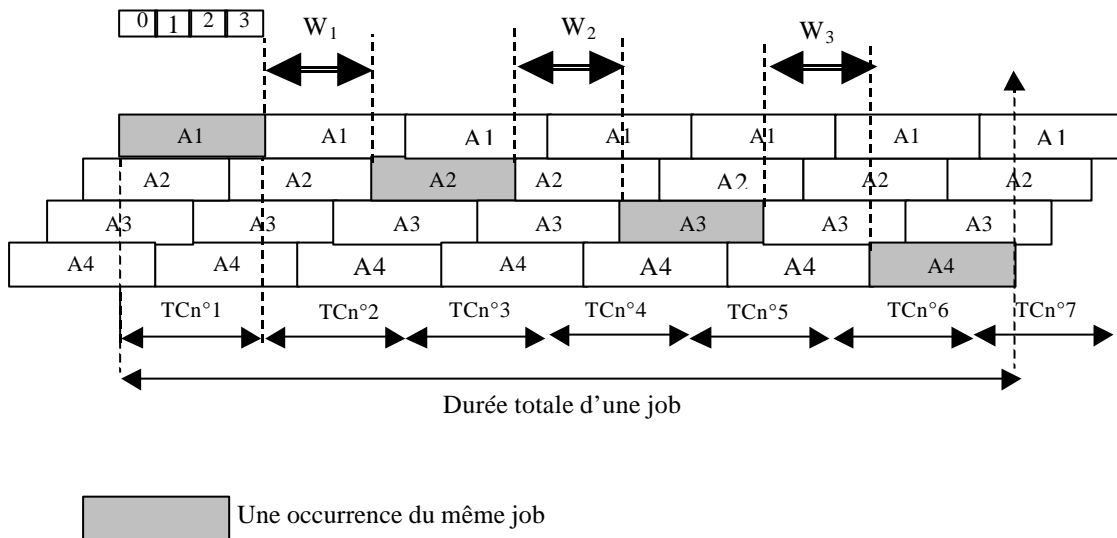 0 1 2 3
W1 W2 W3
A1 A1 A1 A1 A1 A1 A1
A2 A2 A2 A2 A2 A2 A2
A3 A3 A3 A3 A3 A3 A3
A4 A4 A4 A4 A4 A4 A4
TCn°1 TCn°2 TCn°3 TCn°4 TCn°5 TCn°6 TCn°7
Durée totale d’une job
Une occurrence du même job